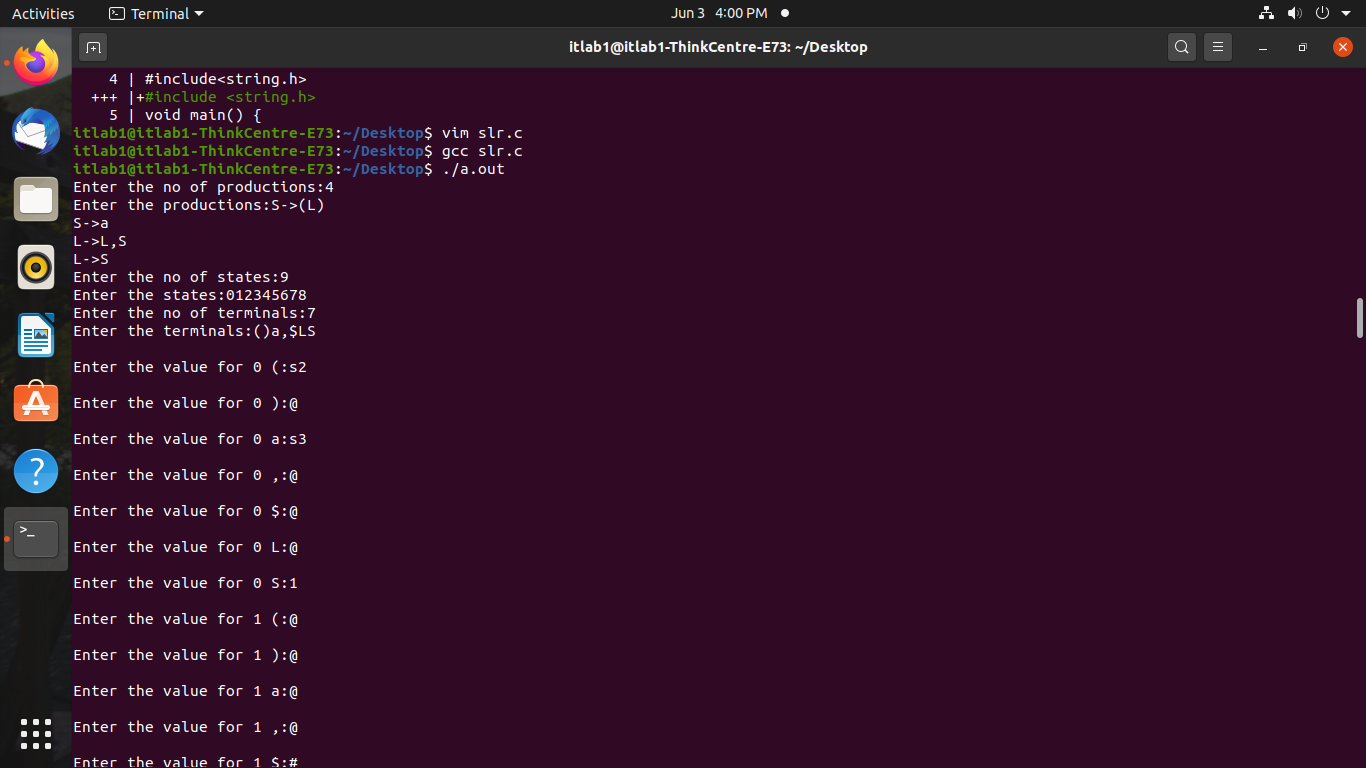 Activities Terminal Jun 3 4:00 PM
itlab1@itlab1-ThinkCentre-E73: ~/Desktop
4 | #include<string.h>
+++ |+#include <string.h>
5 | void main() {
itlab1@itlab1-ThinkCentre-E73:~/Desktop$ vim slr.c
itlab1@itlab1-ThinkCentre-E73:~/Desktop$ gcc slr.c
itlab1@itlab1-ThinkCentre-E73:~/Desktop$ ./a.out
Enter the no of productions:4
Enter the productions:S->(L)
S->a
L->L,S
L->S
Enter the no of states:9
Enter the states:012345678
Enter the no of terminals:7
Enter the terminals:()a,$LS
Enter the value for 0 (:s2
Enter the value for 0 ):@
Enter the value for 0 a:s3
Enter the value for 0 ,:@
Enter the value for 0 $:@
Enter the value for 0 L:@
Enter the value for 0 S:1
Enter the value for 1 (:@
Enter the value for 1 ):@
Enter the value for 1 a:@
Enter the value for 1 ,:@
Enter the value for 1 $:#